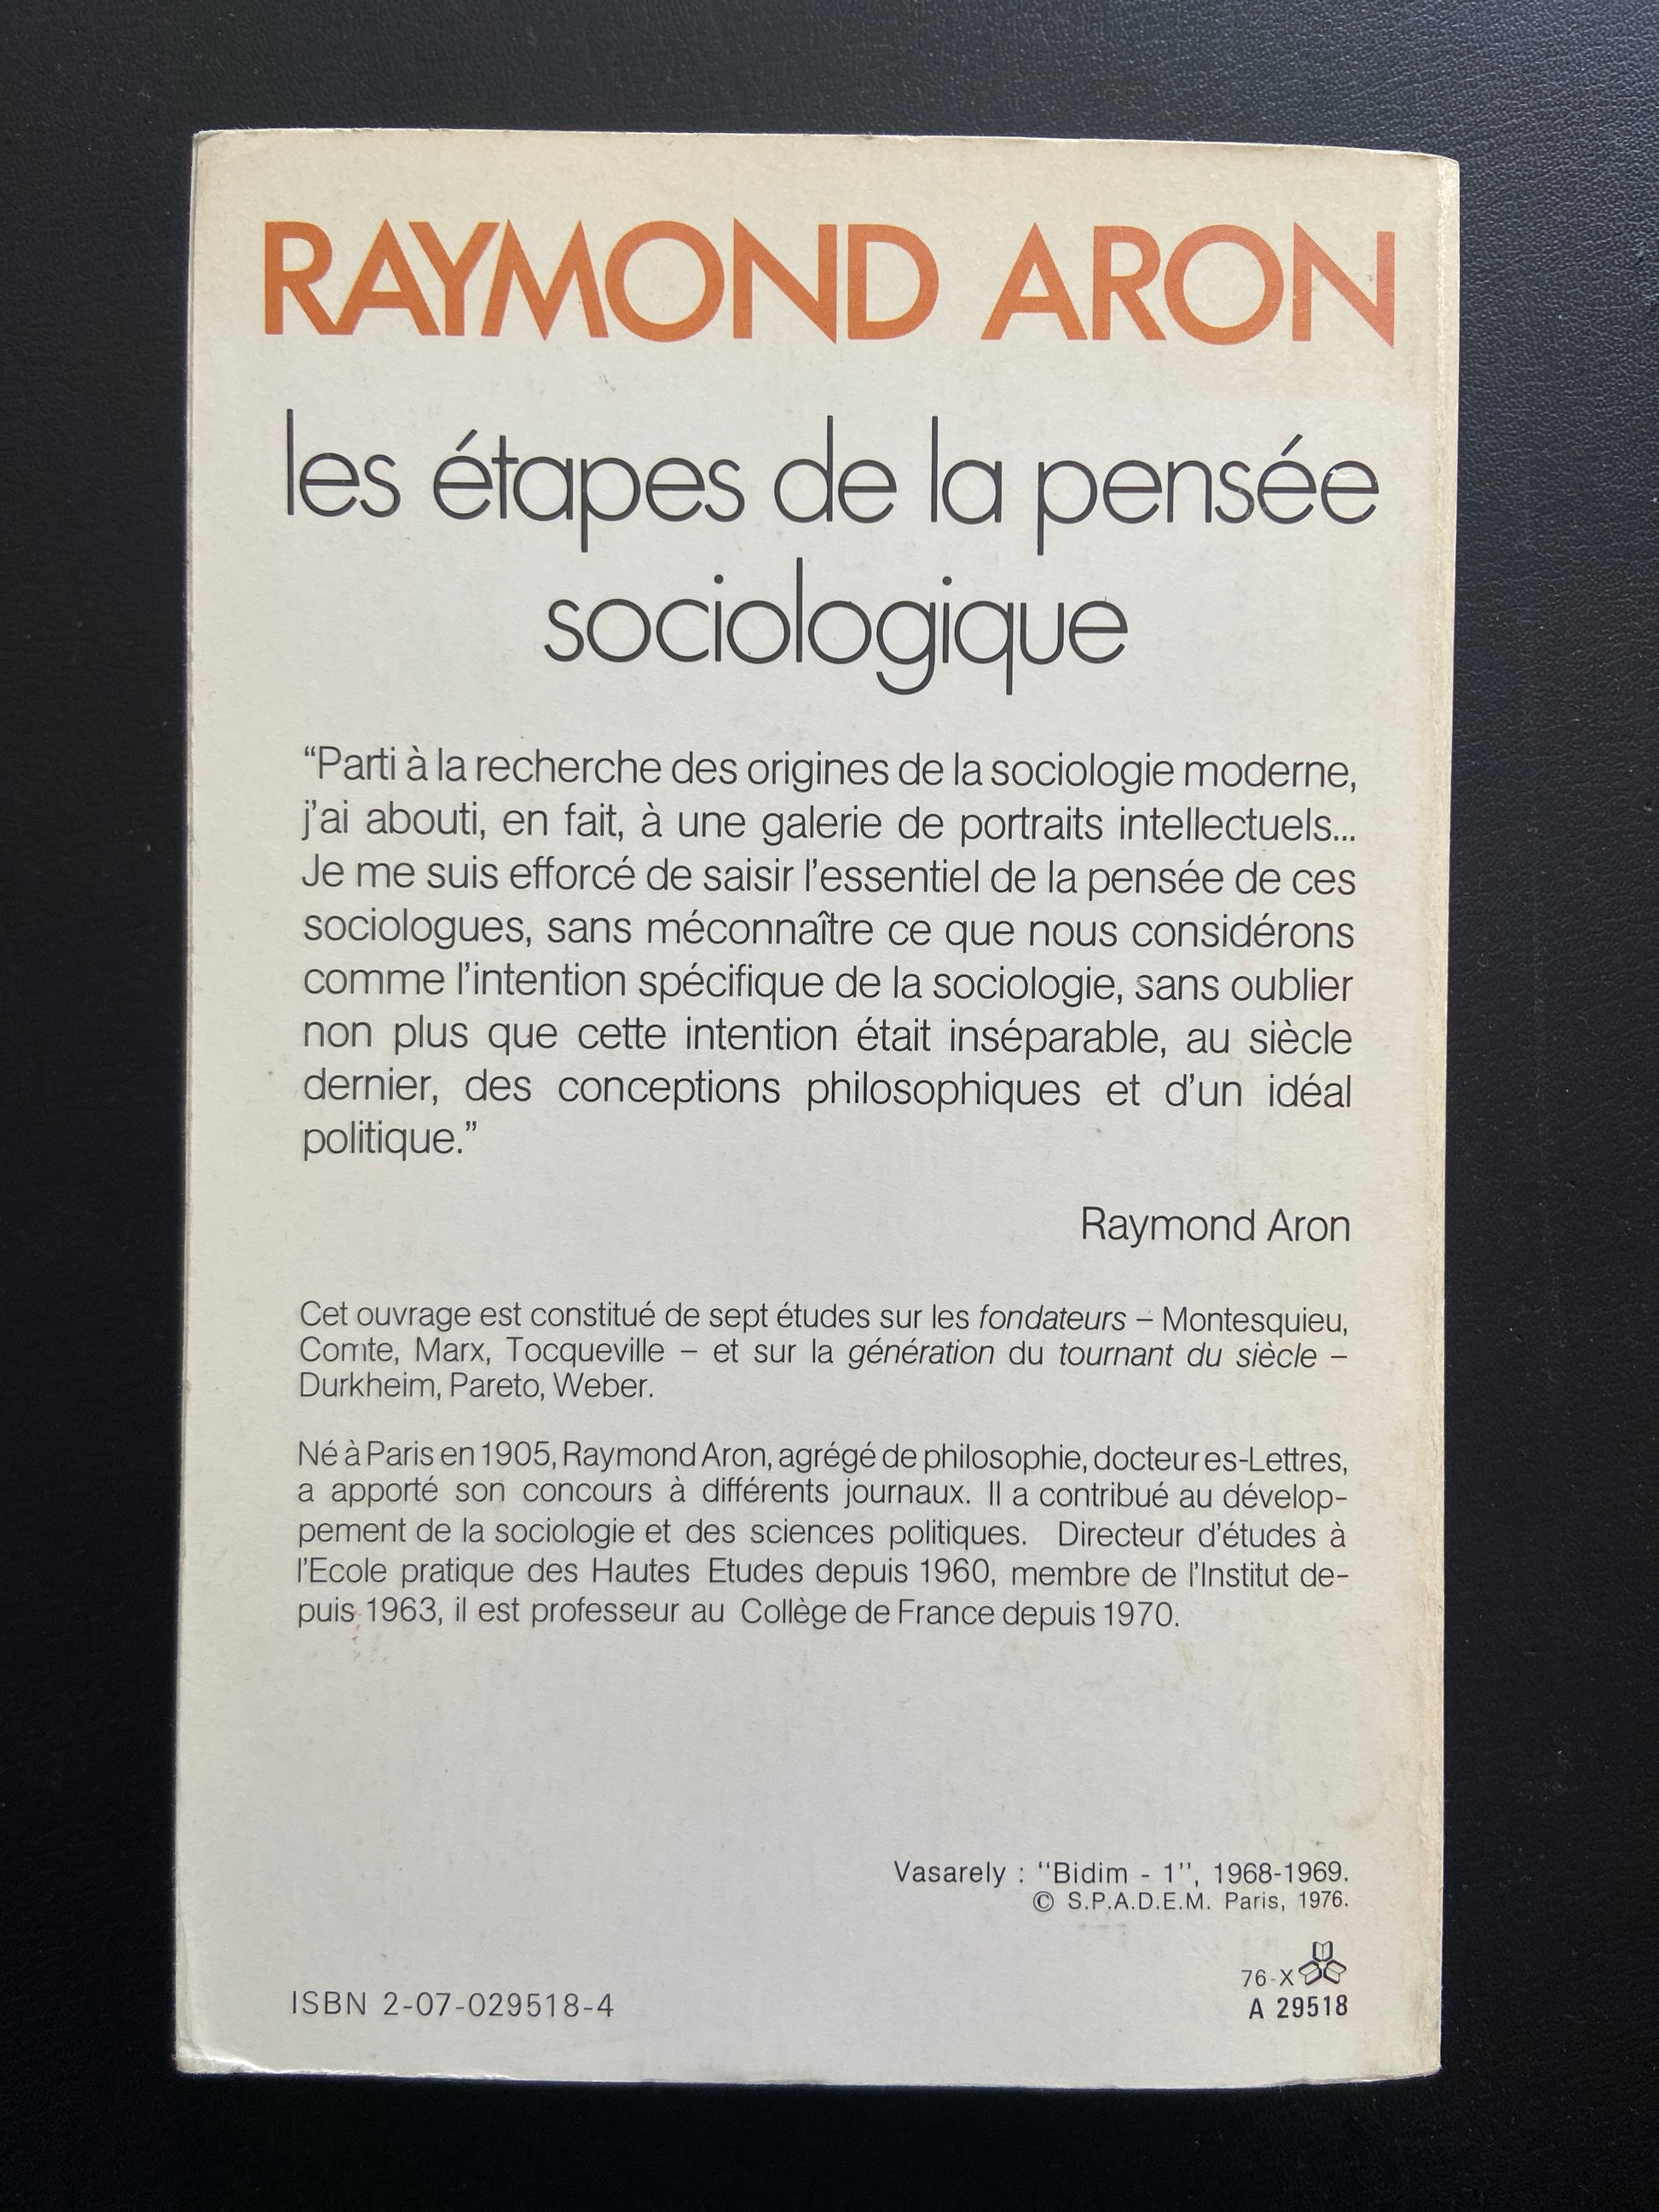 RAYMOND ARON
les étapes de la pensée
sociologique
“Parti à la recherche des origines de la sociologie moderne,
j’ai abouti, en fait, à une galerie de portraits intellectuels...
Je me suis efforcé de saisir l’essentiel de la pensée de ces
sociologues, sans méconnaître ce que nous considérons
comme l’intention spécifique de la sociologie, sans oublier
non plus que cette intention était inséparable, au siècle
dernier, des conceptions philosophiques et d’un idéal
politique.”
Raymond Aron
Cet ouvrage est constitué de sept études sur les fondateurs – Montesquieu,
Comte, Marx, Tocqueville – et sur la génération du tournant du siècle –
Durkheim, Pareto, Weber.
Né à Paris en 1905, Raymond Aron, agrégé de philosophie, docteur es-Lettres,
a apporté son concours à différents journaux. Il a contribué au dévelop-
pement de la sociologie et des sciences politiques. Directeur d’études à
l’Ecole pratique des Hautes Etudes depuis 1960, membre de l’Institut de-
puis 1963, il est professeur au Collège de France depuis 1970.
Vasarely : ‘‘Bidim - 1’’, 1968-1969.
© S.P.A.D.E.M. Paris, 1976.
76-X
A 29518
ISBN 2-07-029518-4